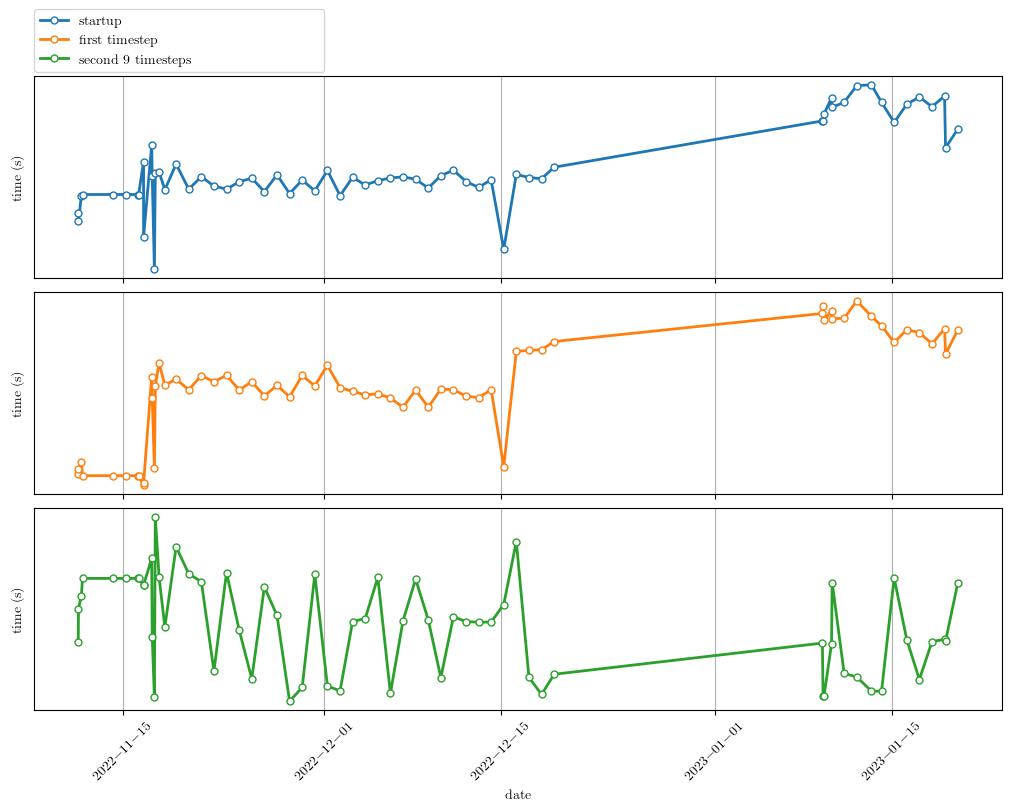 startup
first timestep
second 9 timesteps
time (s)
time (s)
time (s)
2022−11−15
2022−12−01
2022−12−15
2023−01−01
2023−01−15
date